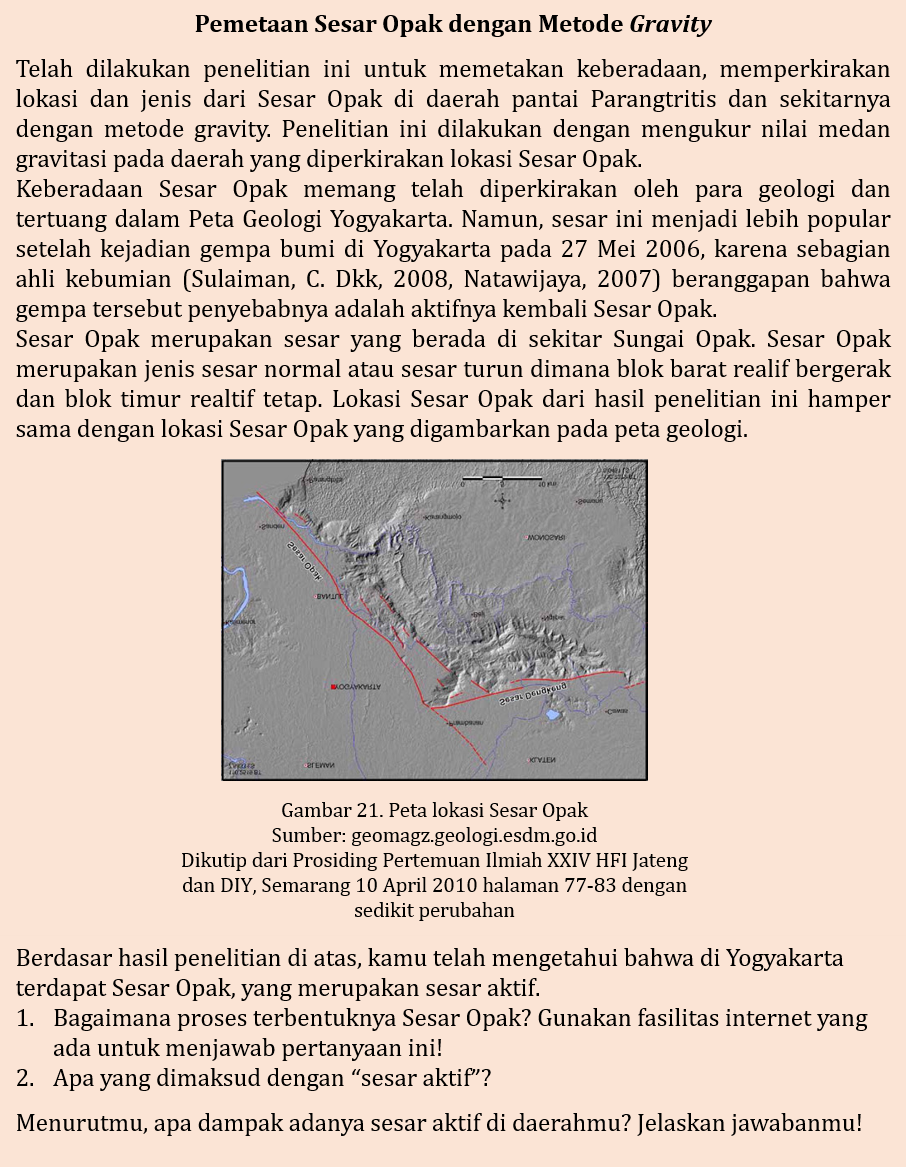 Pemetaan Sesar Opak dengan Metode Gravity
Telah dilakukan penelitian ini untuk memetakan keberadaan, memperkirakan
lokasi dan jenis dari Sesar Opak di daerah pantai Parangtritis dan sekitarnya
dengan metode gravity. Penelitian ini dilakukan dengan mengukur nilai medan
gravitasi pada daerah yang diperkirakan lokasi Sesar Opak.
Keberadaan Sesar Opak memang telah diperkirakan oleh para geologi dan
tertuang dalam Peta Geologi Yogyakarta. Namun, sesar ini menjadi lebih popular
setelah kejadian gempa bumi di Yogyakarta pada 27 Mei 2006, karena sebagian
ahli kebumian (Sulaiman, C. Dkk, 2008, Natawijaya, 2007) beranggapan bahwa
gempa tersebut penyebabnya adalah aktifnya kembali Sesar Opak.
Sesar Opak merupakan sesar yang berada di sekitar Sungai Opak. Sesar Opak
merupakan jenis sesar normal atau sesar turun dimana blok barat realif bergerak
dan blok timur realtif tetap. Lokasi Sesar Opak dari hasil penelitian ini hamper
sama dengan lokasi Sesar Opak yang digambarkan pada peta geologi.
Parangtritis
0 5 10 km
Semanu
Sanden
Karangmojo
WONOSARI
Sesar Opak
BANTUL
Ngawen
YOGYAKARTA
Sesar Dengkeng
Prambanan
Cawas
SLEMAN
KLATEN
Gambar 21. Peta lokasi Sesar Opak
Sumber: geomagz.geologi.esdm.go.id
Dikutip dari Prosiding Pertemuan Ilmiah XXIV HFI Jateng
dan DIY, Semarang 10 April 2010 halaman 77-83 dengan
sedikit perubahan
Berdasar hasil penelitian di atas, kamu telah mengetahui bahwa di Yogyakarta
terdapat Sesar Opak, yang merupakan sesar aktif.
1. Bagaimana proses terbentuknya Sesar Opak? Gunakan fasilitas internet yang
ada untuk menjawab pertanyaan ini!
2. Apa yang dimaksud dengan “sesar aktif”?
Menurutmu, apa dampak adanya sesar aktif di daerahmu? Jelaskan jawabanmu!